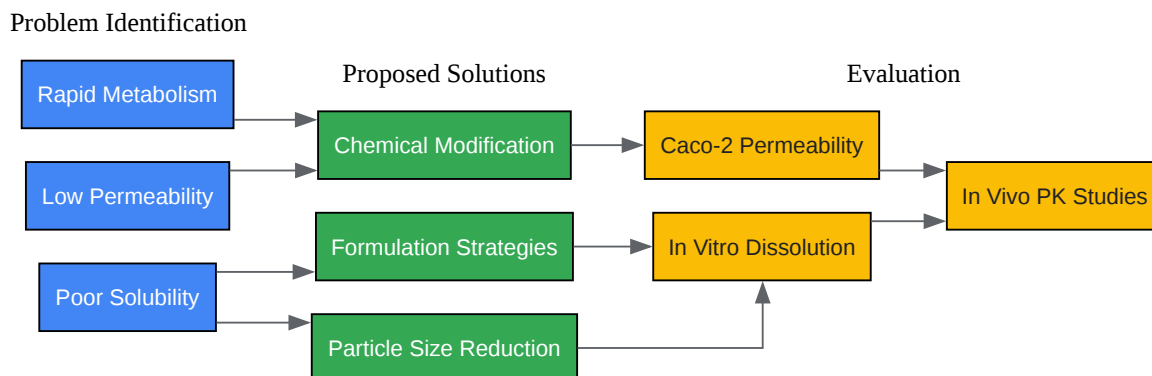 Problem Identification
Proposed Solutions
Evaluation
Rapid Metabolism
Chemical Modification
Caco-2 Permeability
Low Permeability
In Vivo PK Studies
Formulation Strategies
In Vitro Dissolution
Poor Solubility
Particle Size Reduction